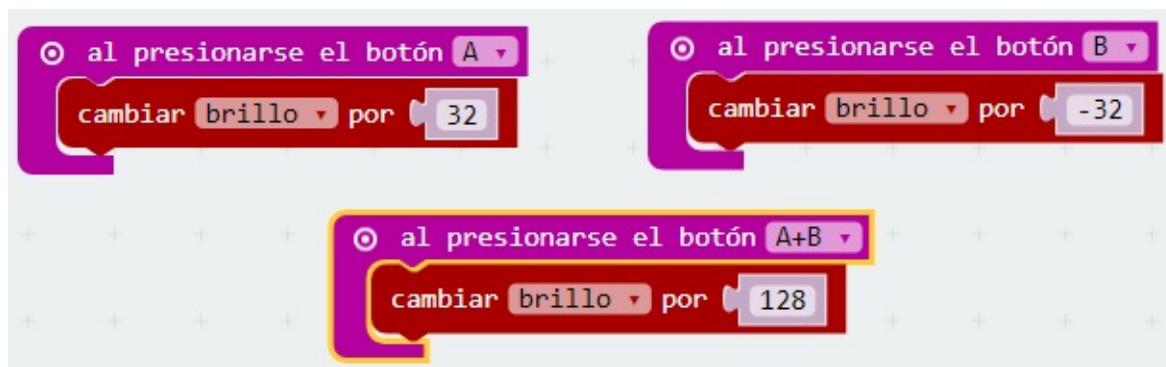 al presionarse el botón A
cambiar brillo por 32
al presionarse el botón B
cambiar brillo por -32
al presionarse el botón A+B
cambiar brillo por 128